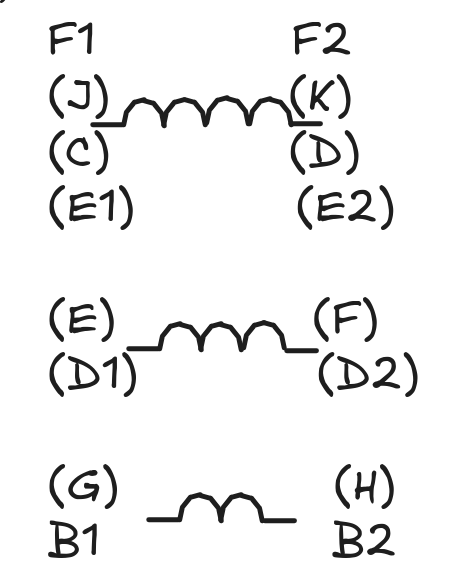 F1 F2
(J) (K)
(C) (D)
(E1) (E2)
(E) (F)
(D1) (D2)
(G) (H)
B1 B2